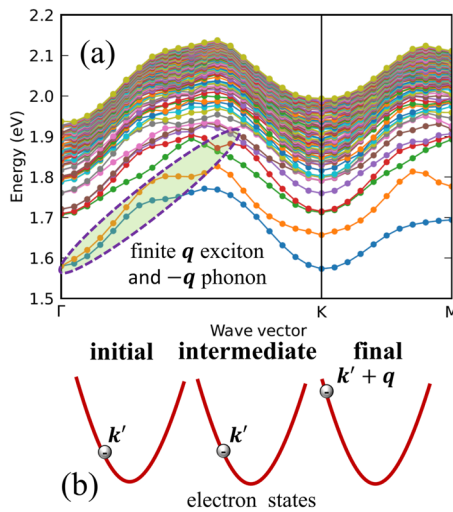 2.2
2.1
2.0
1.9
1.8
1.7
1.6
1.5
Energy (eV)
(a)
finite q exciton
and −q phonon
Γ K M
Wave vector
initial intermediate final
k′ k′ k′ + q
- - -
(b)
electron states